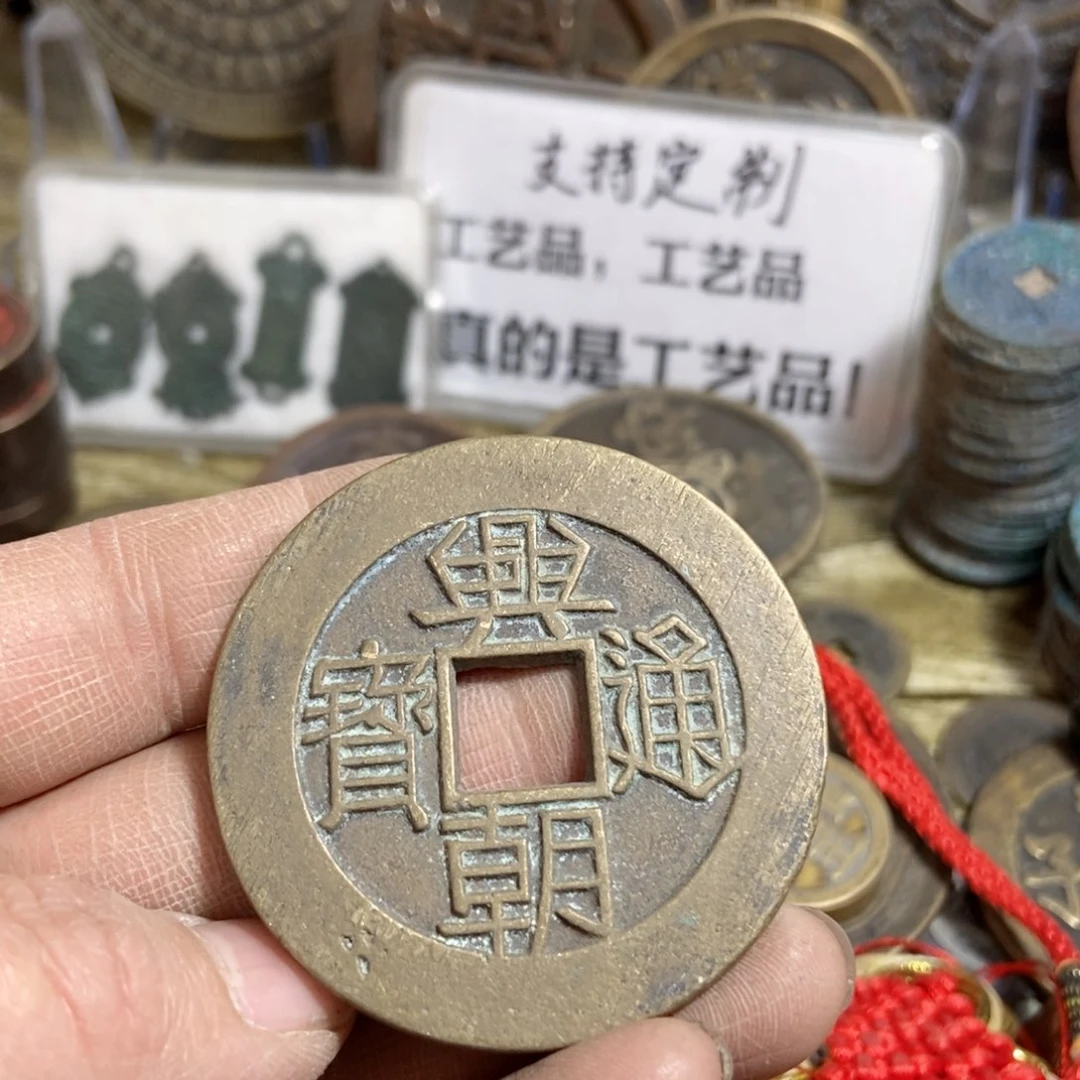 支持定制
工艺品，工艺品
真的是工艺品！
興朝通寶